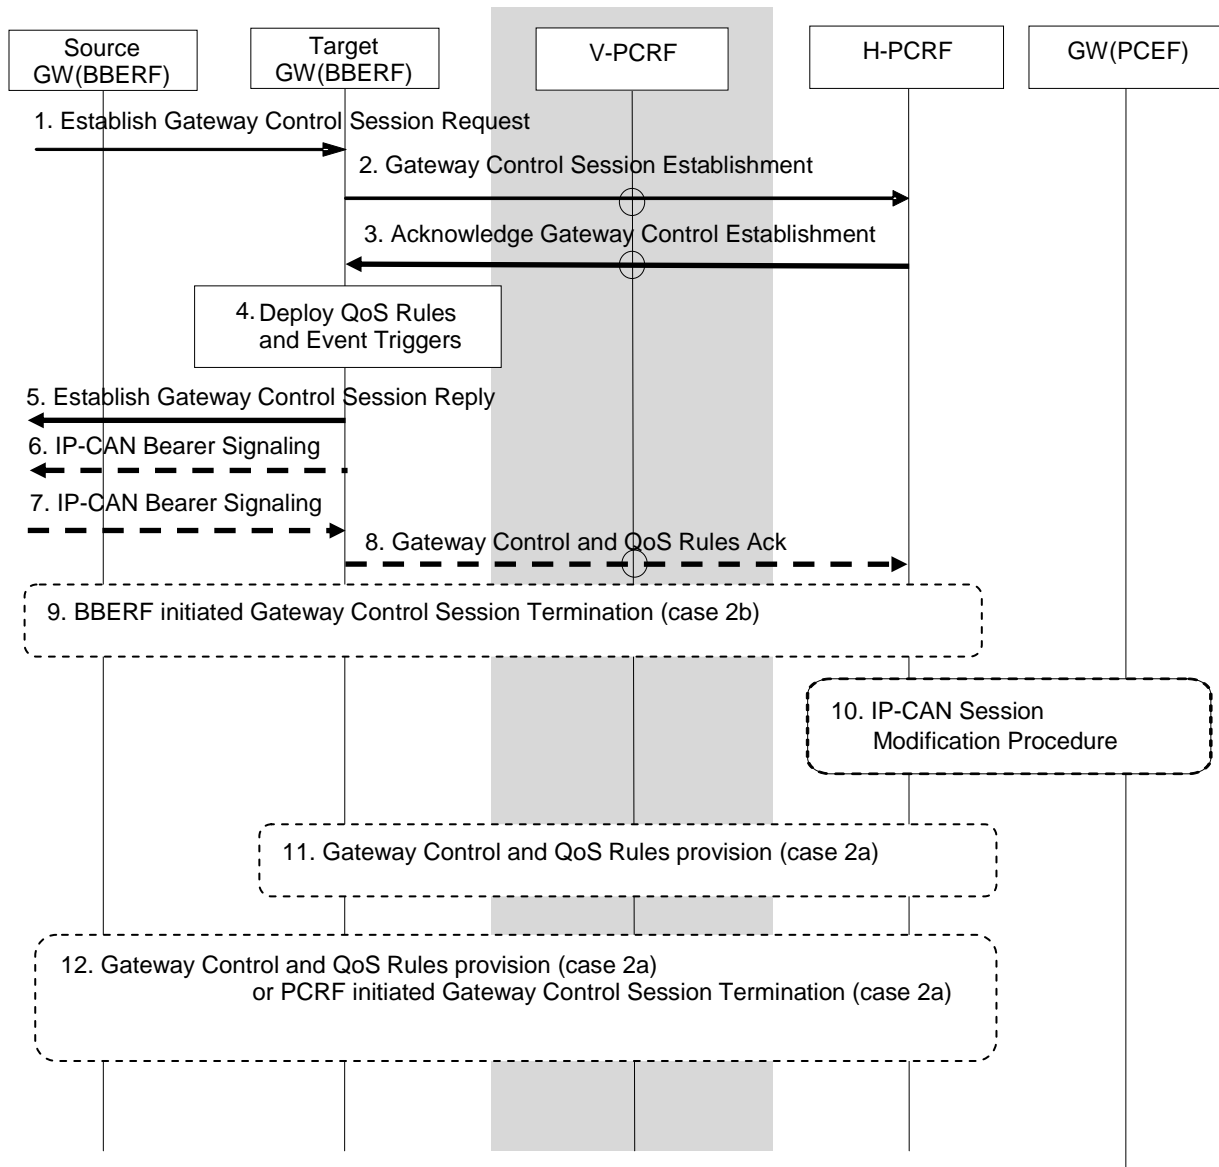 Source
GW(BBERF)
Target
GW(BBERF)
V-PCRF
H-PCRF
GW(PCEF)
1. Establish Gateway Control Session Request
2. Gateway Control Session Establishment
3. Acknowledge Gateway Control Establishment
4. Deploy QoS Rules
and Event Triggers
5. Establish Gateway Control Session Reply
6. IP-CAN Bearer Signaling
7. IP-CAN Bearer Signaling
8. Gateway Control and QoS Rules Ack
9. BBERF initiated Gateway Control Session Termination (case 2b)
10. IP-CAN Session
Modification Procedure
11. Gateway Control and QoS Rules provision (case 2a)
12. Gateway Control and QoS Rules provision (case 2a)
or PCRF initiated Gateway Control Session Termination (case 2a)